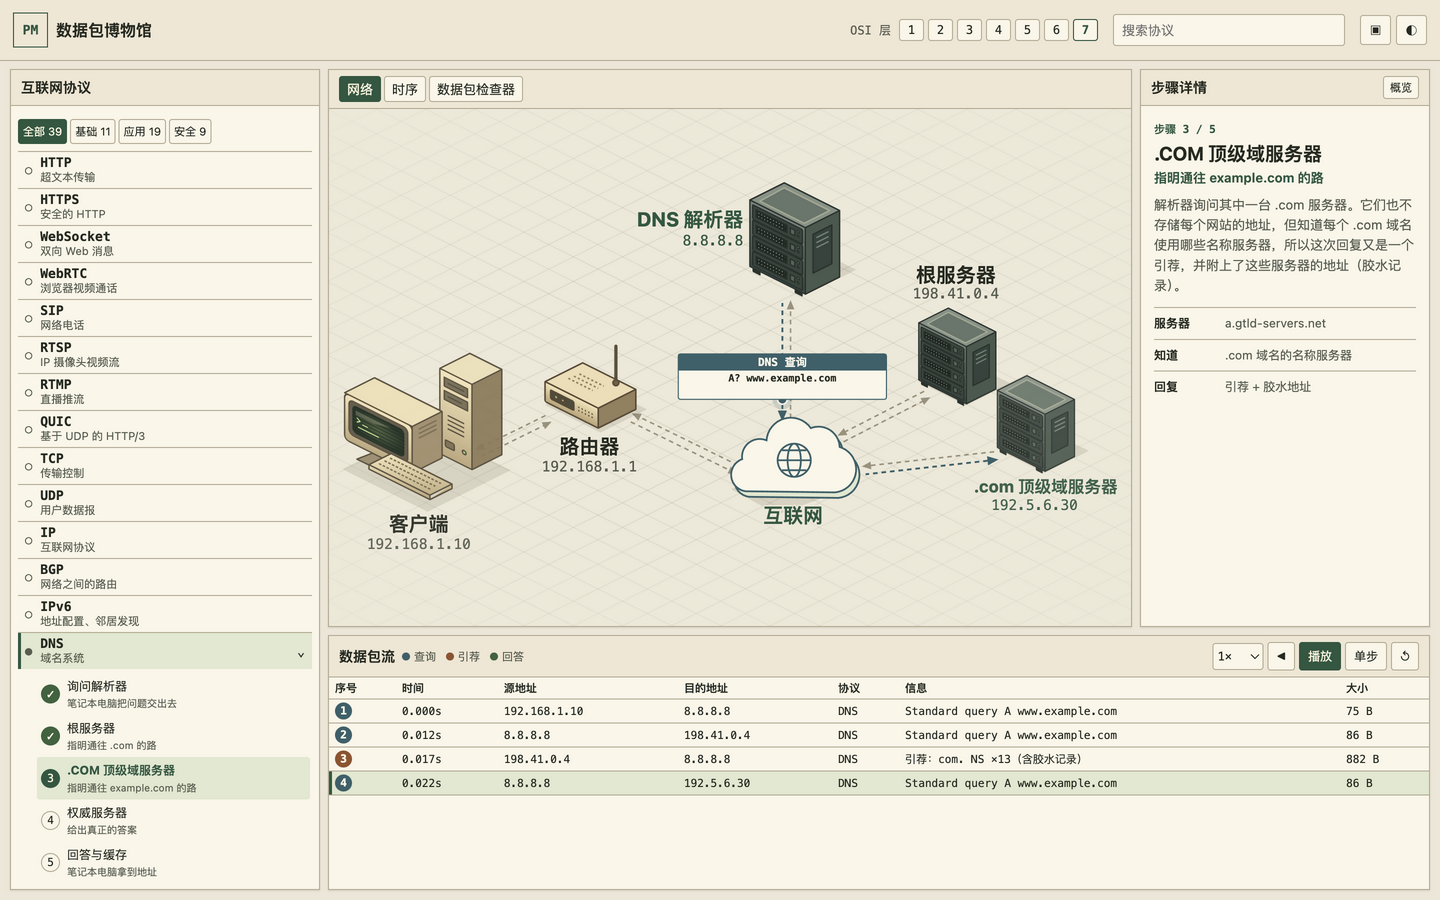 PM 数据包博物馆
OSI 层 1 2 3 4 5 6 7
搜索协议
互联网协议
全部 39 基础 11 应用 19 安全 9
HTTP
超文本传输
HTTPS
安全的 HTTP
WebSocket
双向 Web 消息
WebRTC
浏览器视频通话
SIP
网络电话
RTSP
IP 摄像头视频流
RTMP
直播推流
QUIC
基于 UDP 的 HTTP/3
TCP
传输控制
UDP
用户数据报
IP
互联网协议
BGP
网络之间的路由
IPv6
地址配置、邻居发现
DNS
域名系统
✓ 询问解析器
笔记本电脑把问题交出去
✓ 根服务器
指明通往 .com 的路
3 .COM 顶级域服务器
指明通往 example.com 的路
4 权威服务器
给出真正的答案
5 回答与缓存
笔记本电脑拿到地址
网络 时序 数据包检查器
DNS 解析器
8.8.8.8
根服务器
198.41.0.4
DNS 查询
A? www.example.com
路由器
192.168.1.1
.com 顶级域服务器
192.5.6.30
互联网
客户端
192.168.1.10
步骤详情 概览
步骤 3 / 5
.COM 顶级域服务器
指明通往 example.com 的路
解析器询问其中一台 .com 服务器。它们也不
存储每个网站的地址，但知道每个 .com 域名
使用哪些名称服务器，所以这次回复又是一个
引荐，并附上了这些服务器的地址（胶水记
录）。
服务器 a.gtld-servers.net
知道 .com 域名的名称服务器
回复 引荐 + 胶水地址
数据包流 查询 引荐 回答 1× ◀ 播放 单步
序号 时间 源地址 目的地址 协议 信息 大小
1 0.000s 192.168.1.10 8.8.8.8 DNS Standard query A www.example.com 75 B
2 0.012s 8.8.8.8 198.41.0.4 DNS Standard query A www.example.com 86 B
3 0.017s 198.41.0.4 8.8.8.8 DNS 引荐：com. NS ×13（含胶水记录） 882 B
4 0.022s 8.8.8.8 192.5.6.30 DNS Standard query A www.example.com 86 B